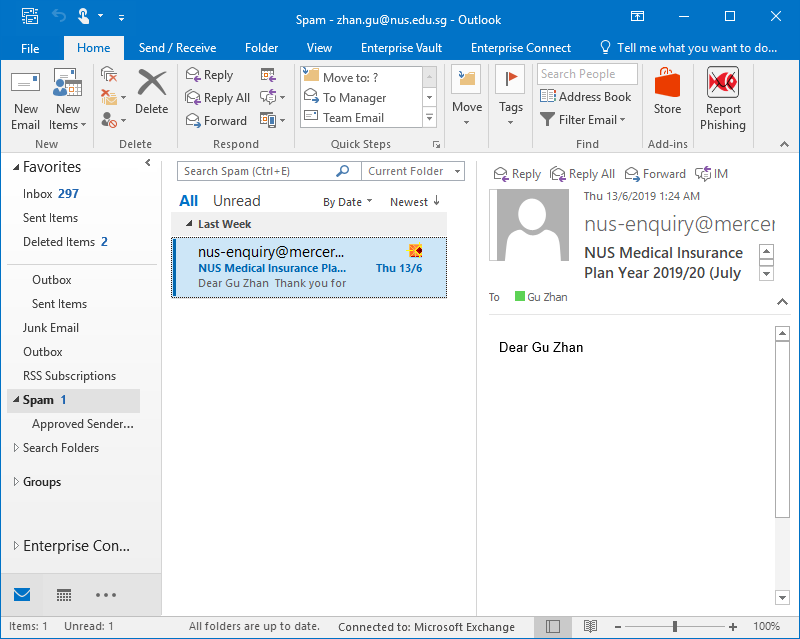 Spam - zhan.gu@nus.edu.sg - Outlook
File Home Send / Receive Folder View Enterprise Vault Enterprise Connect Tell me what you want to do...
New Email
New Items
New
Delete
Delete
Reply
Reply All
Forward
Respond
Move to: ?
To Manager
Team Email
Quick Steps
Move
Tags
Search People
Address Book
Filter Email
Find
Store
Add-ins
Report Phishing
Favorites
Inbox 297
Sent Items
Deleted Items 2
Outbox
Sent Items
Junk Email
Outbox
RSS Subscriptions
Spam 1
Approved Sender...
Search Folders
Groups
Enterprise Con...
Search Spam (Ctrl+E) Current Folder
All Unread By Date Newest
Last Week
nus-enquiry@mercer...
NUS Medical Insurance Pla... Thu 13/6
Dear Gu Zhan Thank you for
Reply Reply All Forward IM
Thu 13/6/2019 1:24 AM
nus-enquiry@mercer
NUS Medical Insurance
Plan Year 2019/20 (July
To Gu Zhan
Dear Gu Zhan
Items: 1 Unread: 1 All folders are up to date. Connected to: Microsoft Exchange 100%